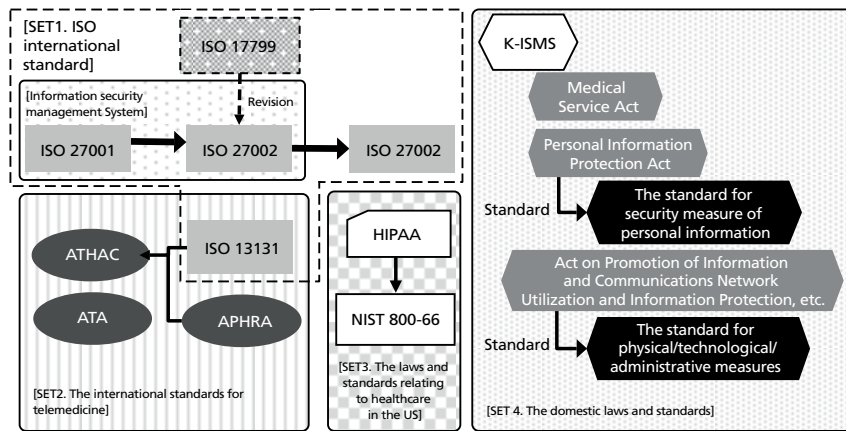 [SET1. ISO
international
standard]
ISO 17799
[Information security
management System]
Revision
ISO 27001
ISO 27002
ISO 27002
ISO 13131
ATHAC
ATA
APHRA
[SET2. The international standards for
telemedicine]
HIPAA
NIST 800-66
[SET3. The laws and
standards relating
to healthcare
in the US]
K-ISMS
Medical
Service Act
Personal Information
Protection Act
Standard
The standard for
security measure of
personal information
Act on Promotion of Information
and Communications Network
Utilization and Information Protection, etc.
Standard
The standard for
physical/technological/
administrative measures
[SET 4. The domestic laws and standards]